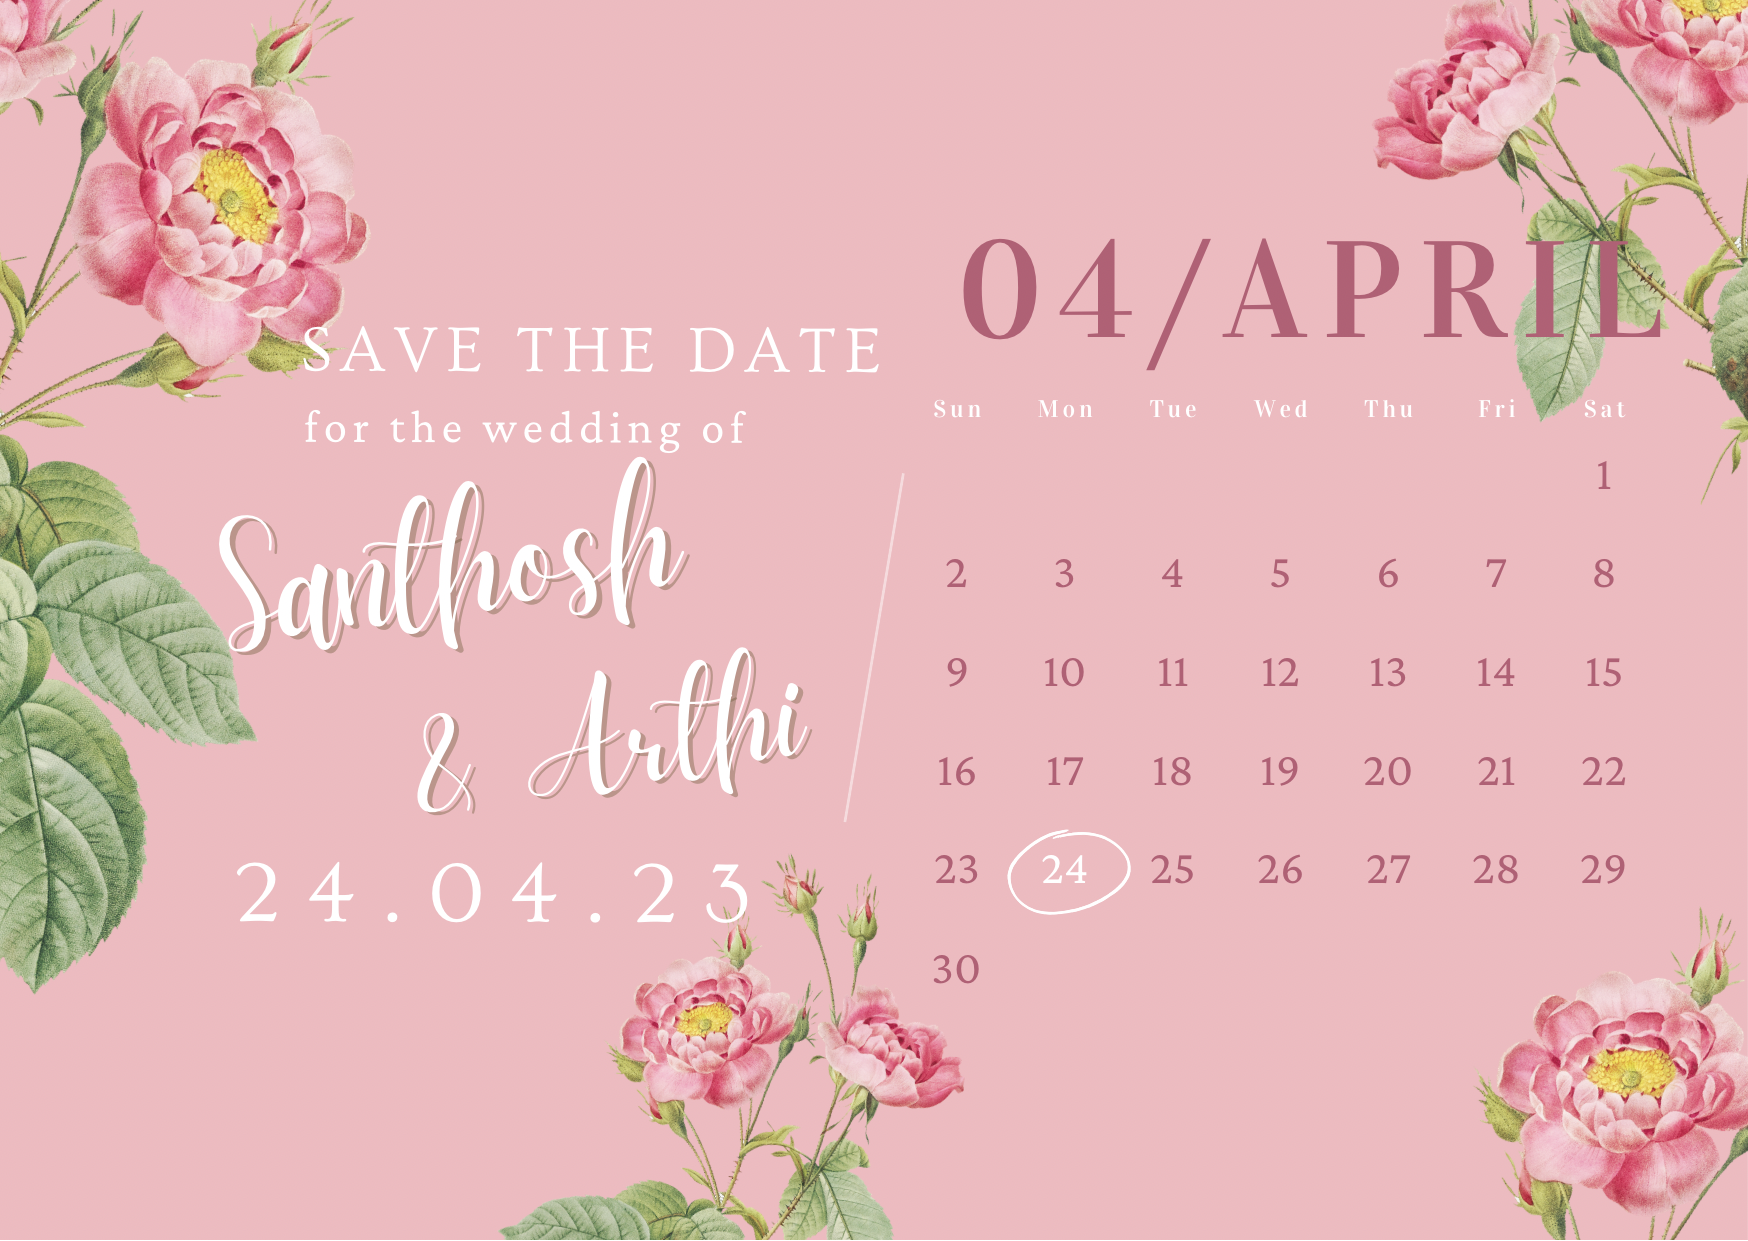 SAVE THE DATE
for the wedding of
Santhosh
& Arthi
24.04.23
04/APRIL
Sun Mon Tue Wed Thu Fri Sat
1
2 3 4 5 6 7 8
9 10 11 12 13 14 15
16 17 18 19 20 21 22
23 24 25 26 27 28 29
30